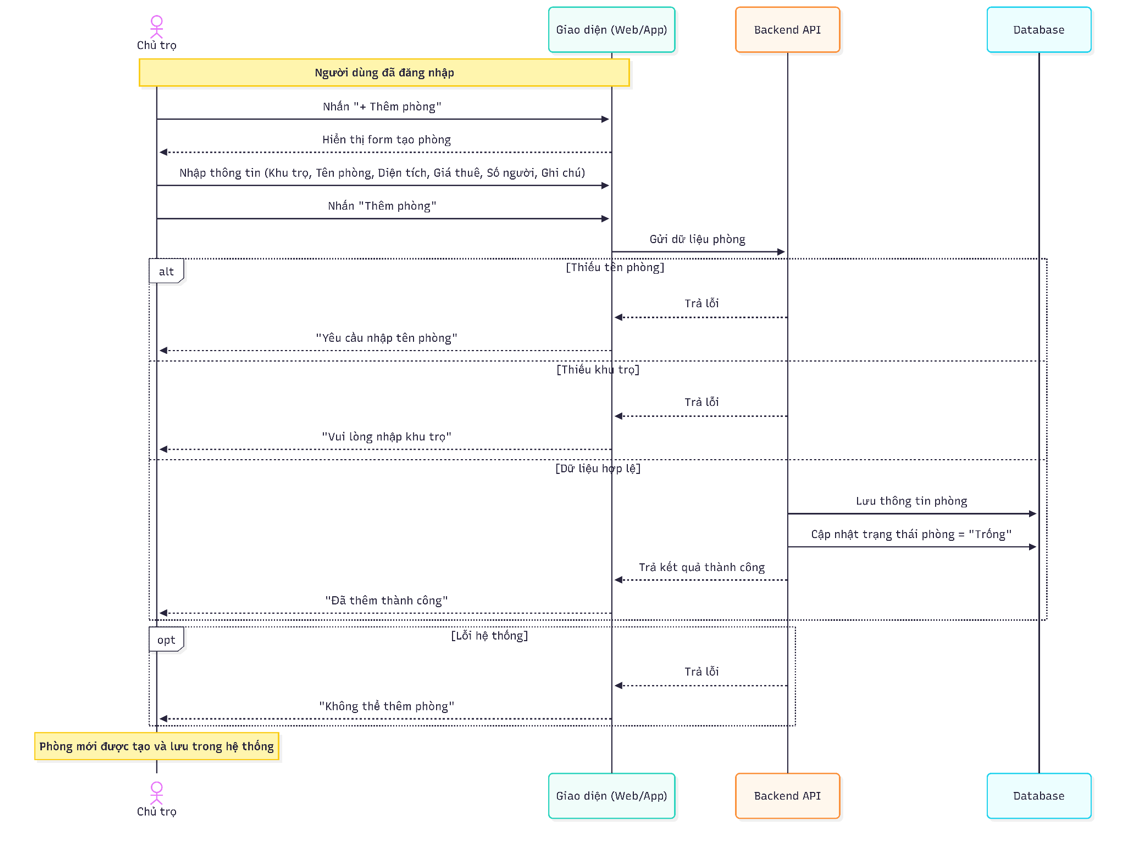 Chủ trọ
Giao diện (Web/App)
Backend API
Database
Người dùng đã đăng nhập
Nhấn "+ Thêm phòng"
Hiển thị form tạo phòng
Nhập thông tin (Khu trọ, Tên phòng, Diện tích, Giá thuê, Số người, Ghi chú)
Nhấn "Thêm phòng"
Gửi dữ liệu phòng
alt
[Thiếu tên phòng]
Trả lỗi
"Yêu cầu nhập tên phòng"
[Thiếu khu trọ]
Trả lỗi
"Vui lòng nhập khu trọ"
[Dữ liệu hợp lệ]
Lưu thông tin phòng
Cập nhật trạng thái phòng = "Trống"
Trả kết quả thành công
"Đã thêm thành công"
opt
[Lỗi hệ thống]
Trả lỗi
"Không thể thêm phòng"
Phòng mới được tạo và lưu trong hệ thống
Chủ trọ
Giao diện (Web/App)
Backend API
Database